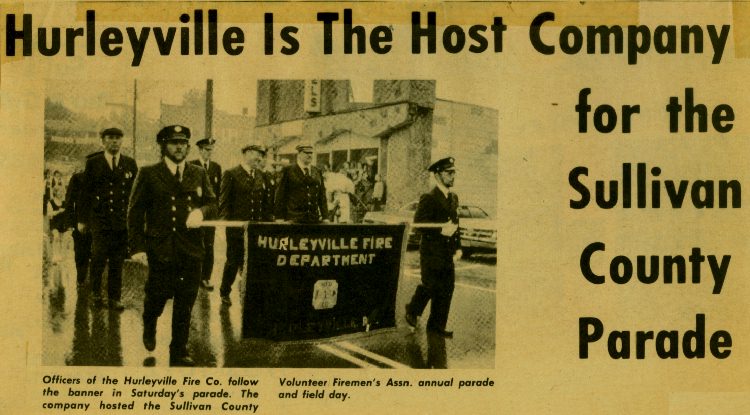 Hurleyville Is The Host Company
for the
Sullivan
County
Parade
ELS
HURLEYVILLE FIRE
DEPARTMENT
Officers of the Hurleyville Fire Co. follow
the banner in Saturday's parade. The
company hosted the Sullivan County
Volunteer Firemen's Assn. annual parade
and field day.